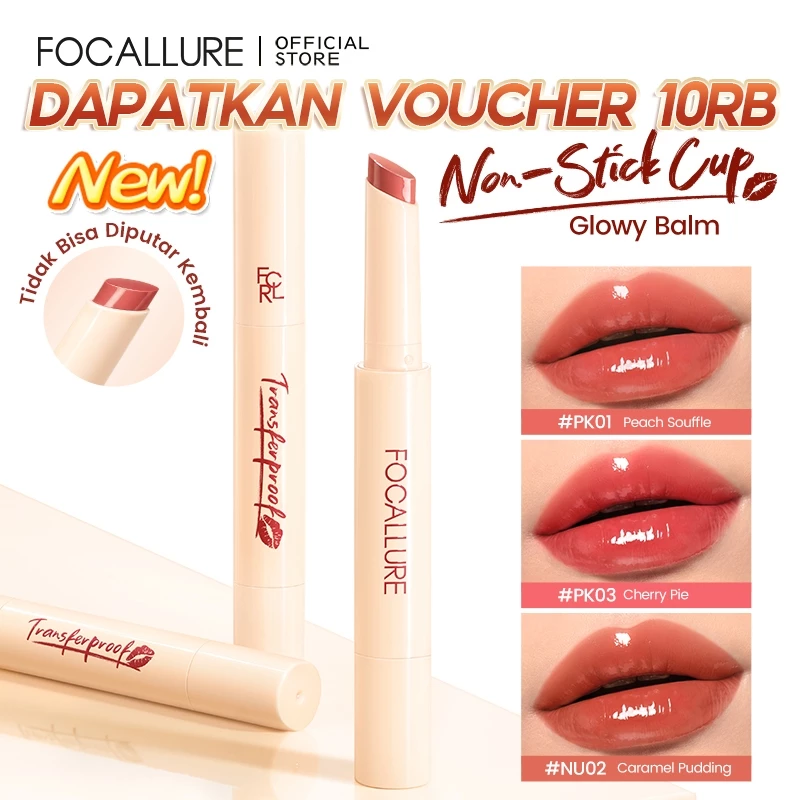 FOCALLURE | OFFICIAL STORE
DAPATKAN VOUCHER 10RB
New!
Non-Stick Cup
Glowy Balm
Tidak Bisa Diputar Kembali
FCRL
Transferproof
FOCALLURE
Transferproof
#PK01 Peach Souffle
#PK03 Cherry Pie
#NU02 Caramel Pudding